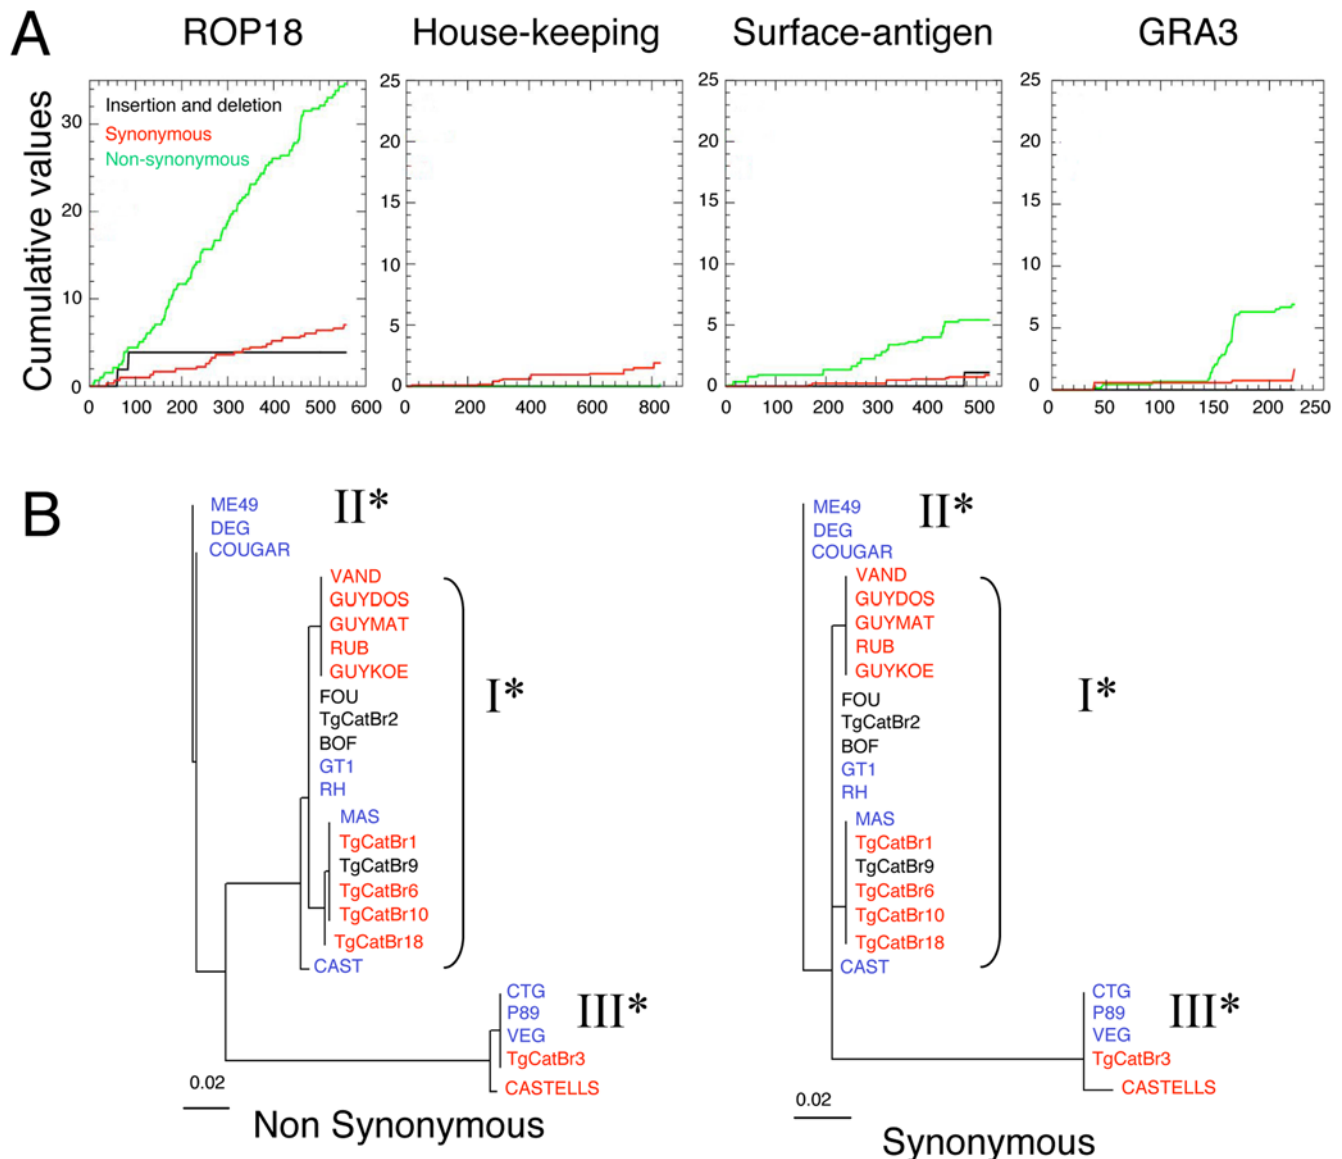 A
ROP18
House-keeping
Surface-antigen
GRA3
Cumulative values
Insertion and deletion
Synonymous
Non-synonymous
30
20
10
0
0 100 200 300 400 500 600
25
20
15
10
5
0
0 200 400 600 800
25
20
15
10
5
0
0 100 200 300 400 500
25
20
15
10
5
0
0 50 100 150 200 250
B
II*
ME49
DEG
COUGAR
VAND
GUYDOS
GUYMAT
RUB
GUYKOE
I*
FOU
TgCatBr2
BOF
GT1
RH
MAS
TgCatBr1
TgCatBr9
TgCatBr6
TgCatBr10
TgCatBr18
CAST
CTG
P89
VEG
TgCatBr3
CASTELLS
III*
0.02
Non Synonymous
II*
ME49
DEG
COUGAR
VAND
GUYDOS
GUYMAT
RUB
GUYKOE
I*
FOU
TgCatBr2
BOF
GT1
RH
MAS
TgCatBr1
TgCatBr9
TgCatBr6
TgCatBr10
TgCatBr18
CAST
CTG
P89
VEG
TgCatBr3
CASTELLS
III*
0.02
Synonymous